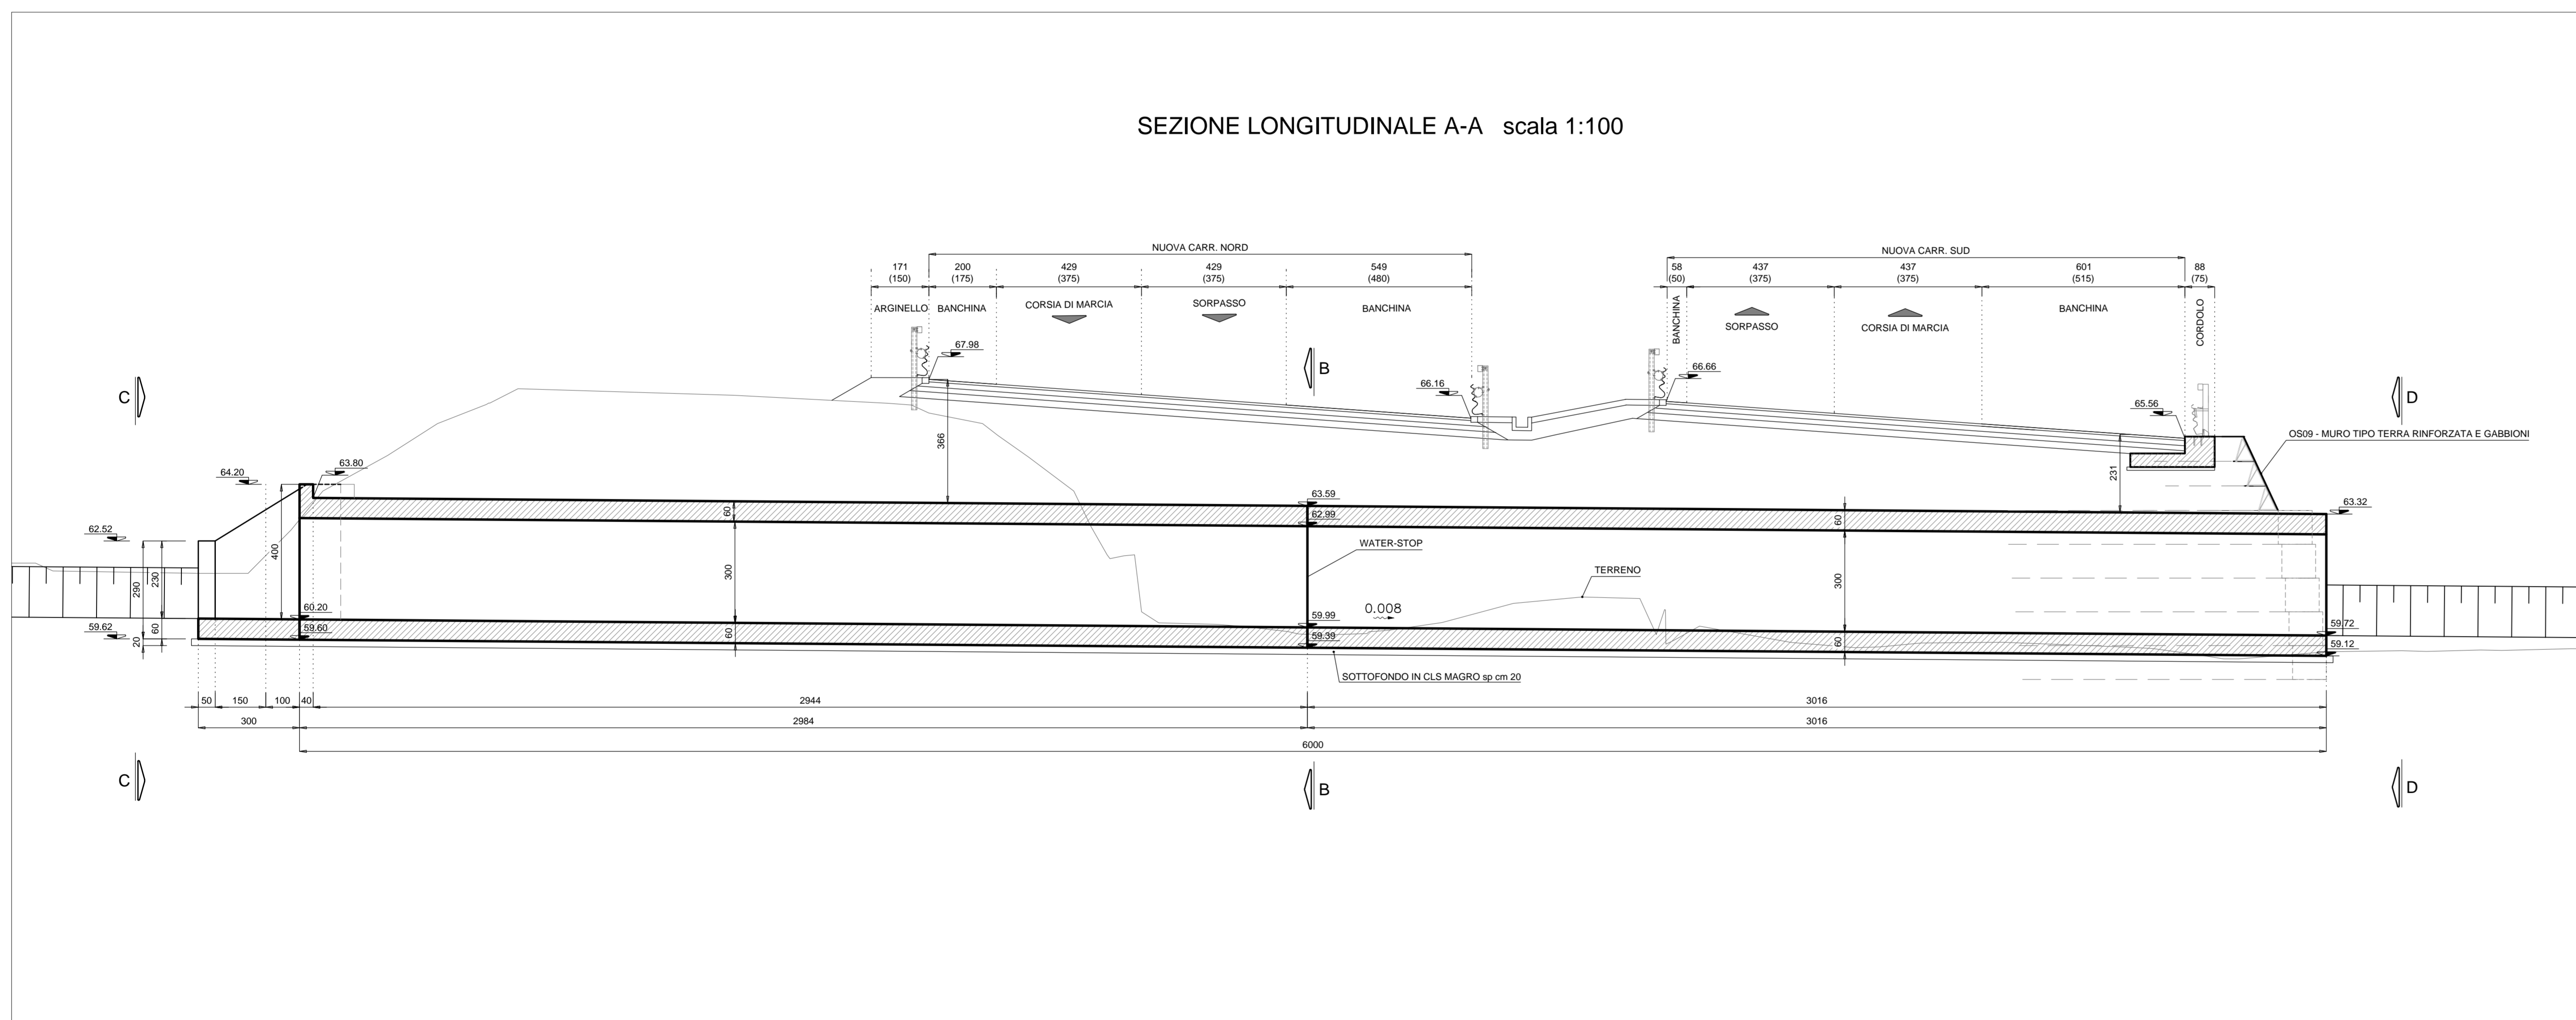 SEZIONE LONGITUDINALE A-A scala 1:100
NUOVA CARR. NORD
NUOVA CARR. SUD
171 200 429 429 549
(150) (175) (375) (375) (480)
58 437 437 601 88
(50) (375) (375) (515) (75)
ARGINELLO BANCHINA CORSIA DI MARCIA SORPASSO BANCHINA
BANCHINA SORPASSO CORSIA DI MARCIA BANCHINA CORDOLO
67.98
66.16
66.66
65.56
C
B
D
OS09 - MURO TIPO TERRA RINFORZATA E GABBIONI
366
231
64.20
63.80
63.59
63.32
62.52
62.99
60
60
400
290
230
300
300
WATER-STOP
TERRENO
0.008
60.20
59.99
59.72
59.62
59.60
59.39
59.12
20
60
60
60
SOTTOFONDO IN CLS MAGRO sp cm 20
50 150 100 40 2944 3016
300 2984 3016
6000
C
B
D